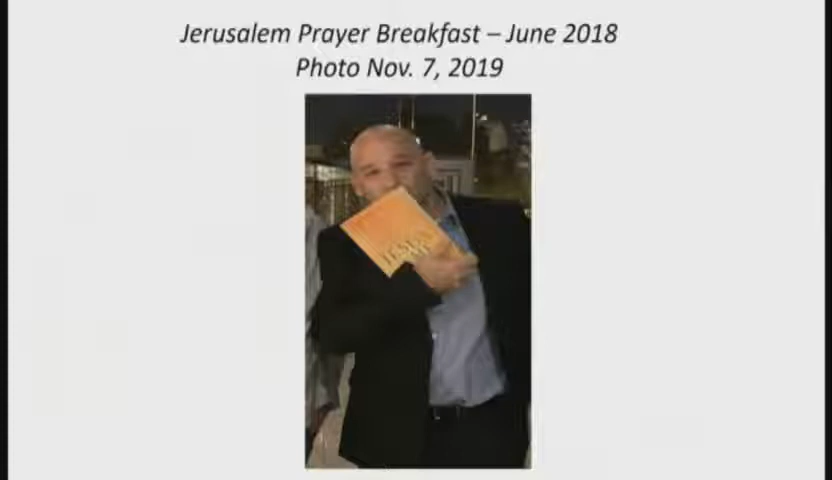 Jerusalem Prayer Breakfast – June 2018
Photo Nov. 7, 2019